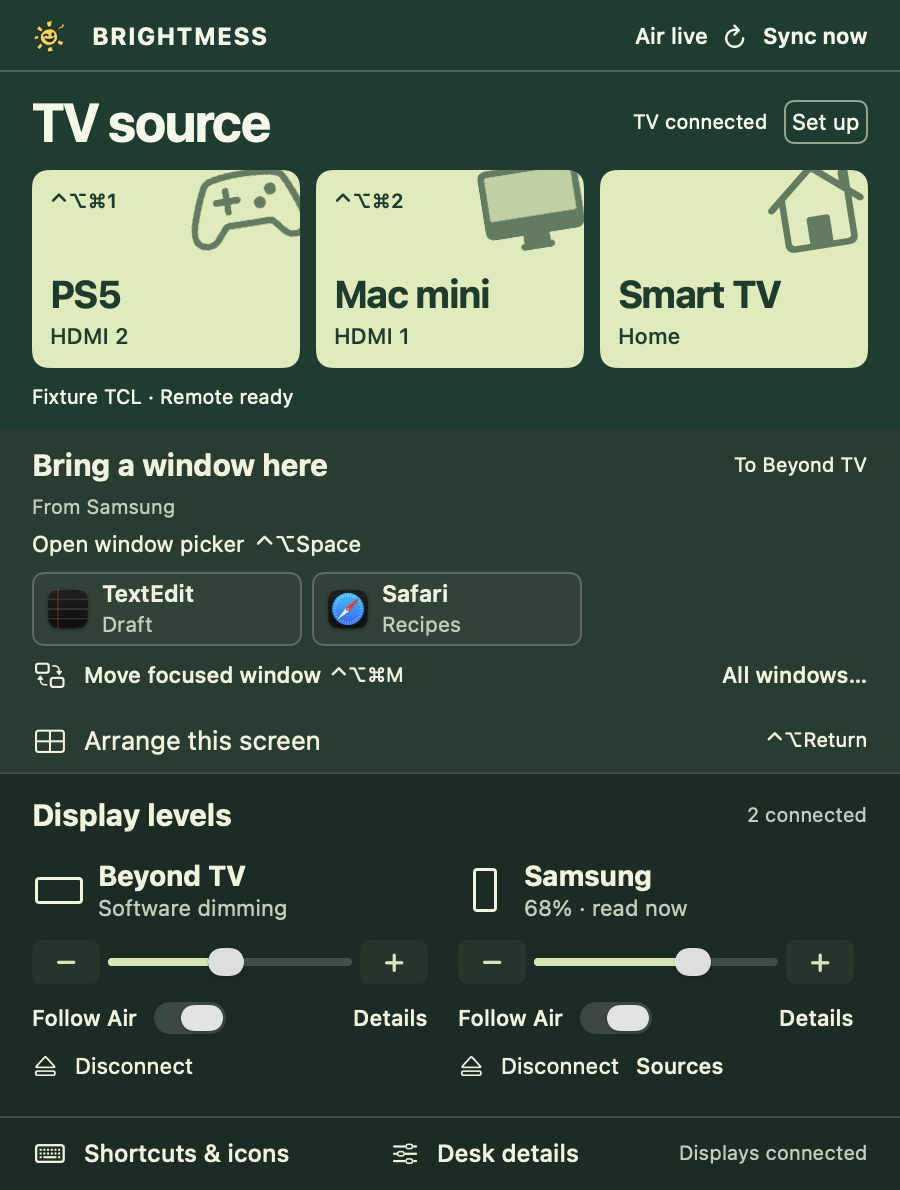 BRIGHTMESS
Air live Sync now
TV source
TV connected Set up
⌃⌥⌘1
PS5
HDMI 2
⌃⌥⌘2
Mac mini
HDMI 1
Smart TV
Home
Fixture TCL · Remote ready
Bring a window here
To Beyond TV
From Samsung
Open window picker ⌃⌥Space
TextEdit
Draft
Safari
Recipes
Move focused window ⌃⌥⌘M
All windows...
Arrange this screen
⌃⌥Return
Display levels
2 connected
Beyond TV
Software dimming
− +
Follow Air Details
Disconnect
Samsung
68% · read now
− +
Follow Air Details
Disconnect Sources
Shortcuts & icons
Desk details
Displays connected